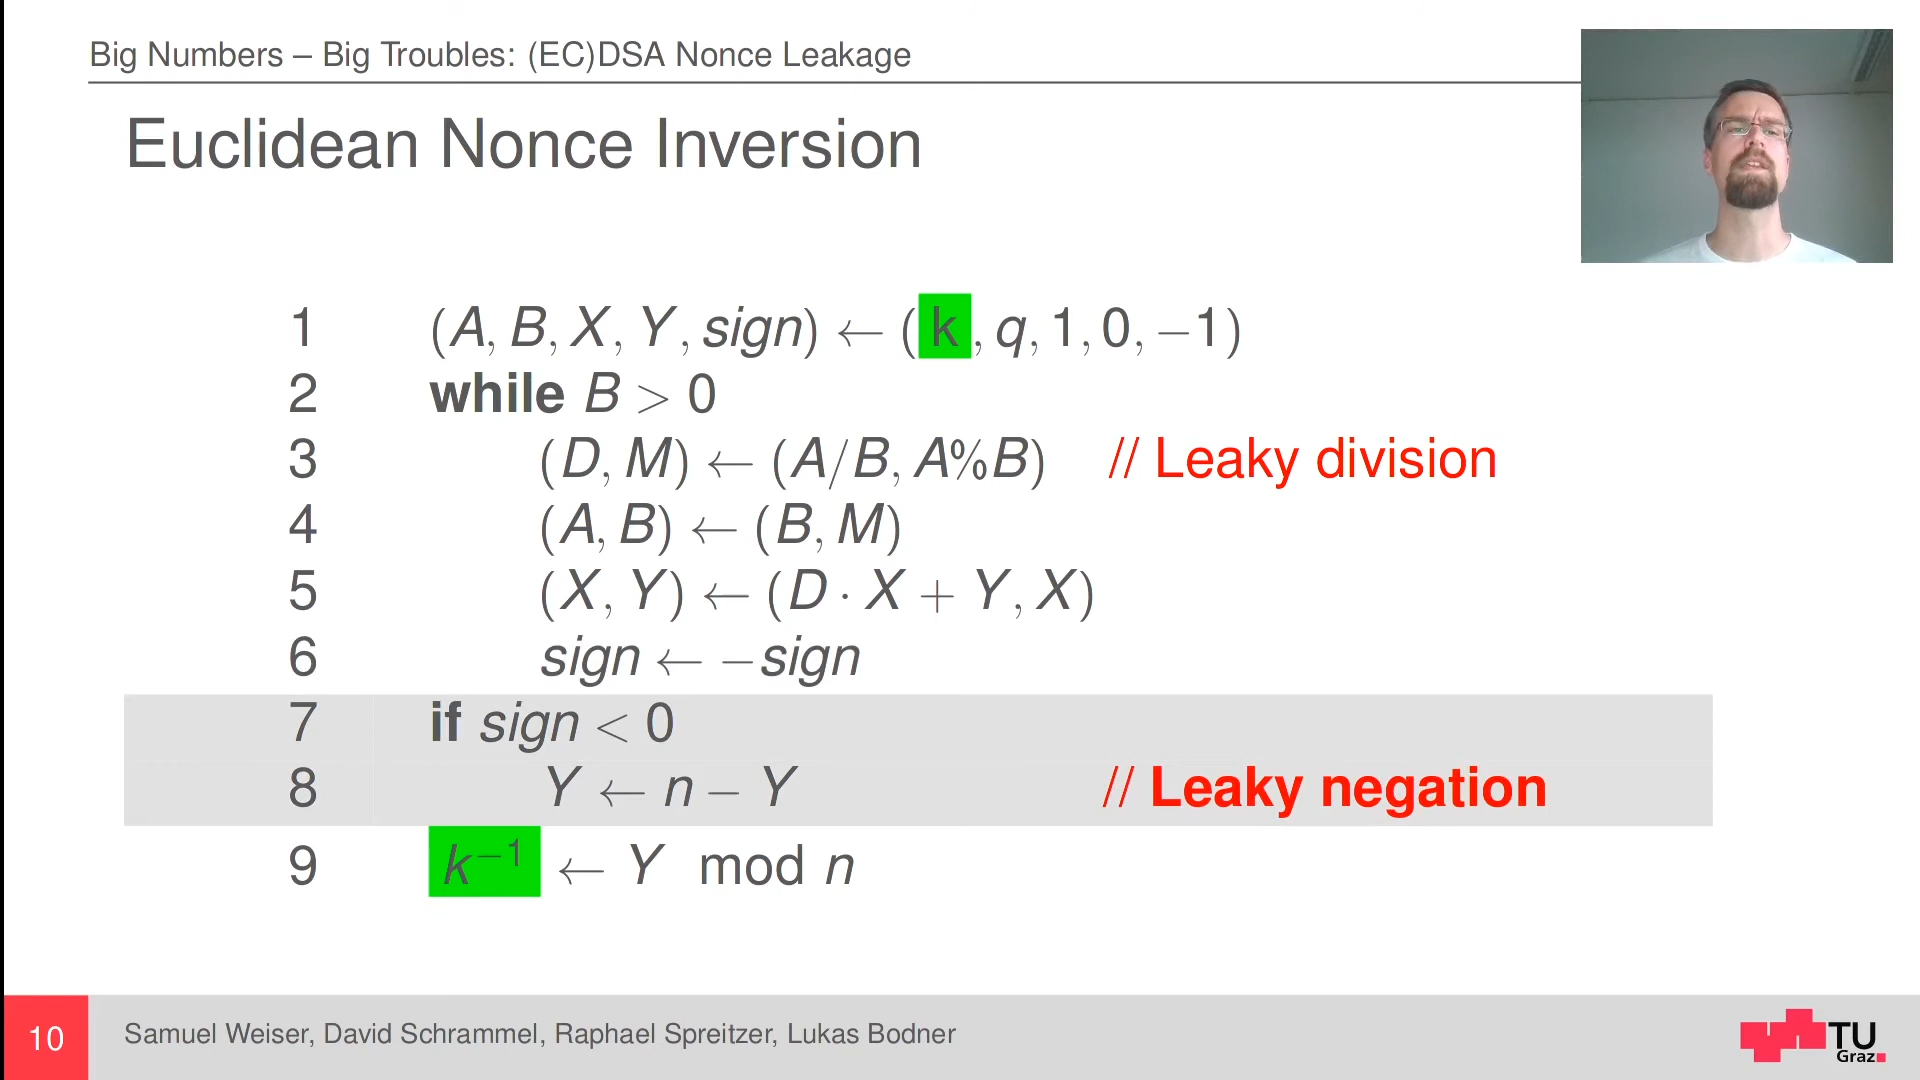 Big Numbers – Big Troubles: (EC)DSA Nonce Leakage
Euclidean Nonce Inversion
1 (A, B, X, Y, sign) ← (k, q, 1, 0, −1)
2 while B > 0
3 (D, M) ← (A/B, A%B) // Leaky division
4 (A, B) ← (B, M)
5 (X, Y) ← (D · X + Y, X)
6 sign ← −sign
7 if sign < 0
8 Y ← n − Y // Leaky negation
9 k⁻¹ ← Y mod n
10 Samuel Weiser, David Schrammel, Raphael Spreitzer, Lukas Bodner
TU
Graz